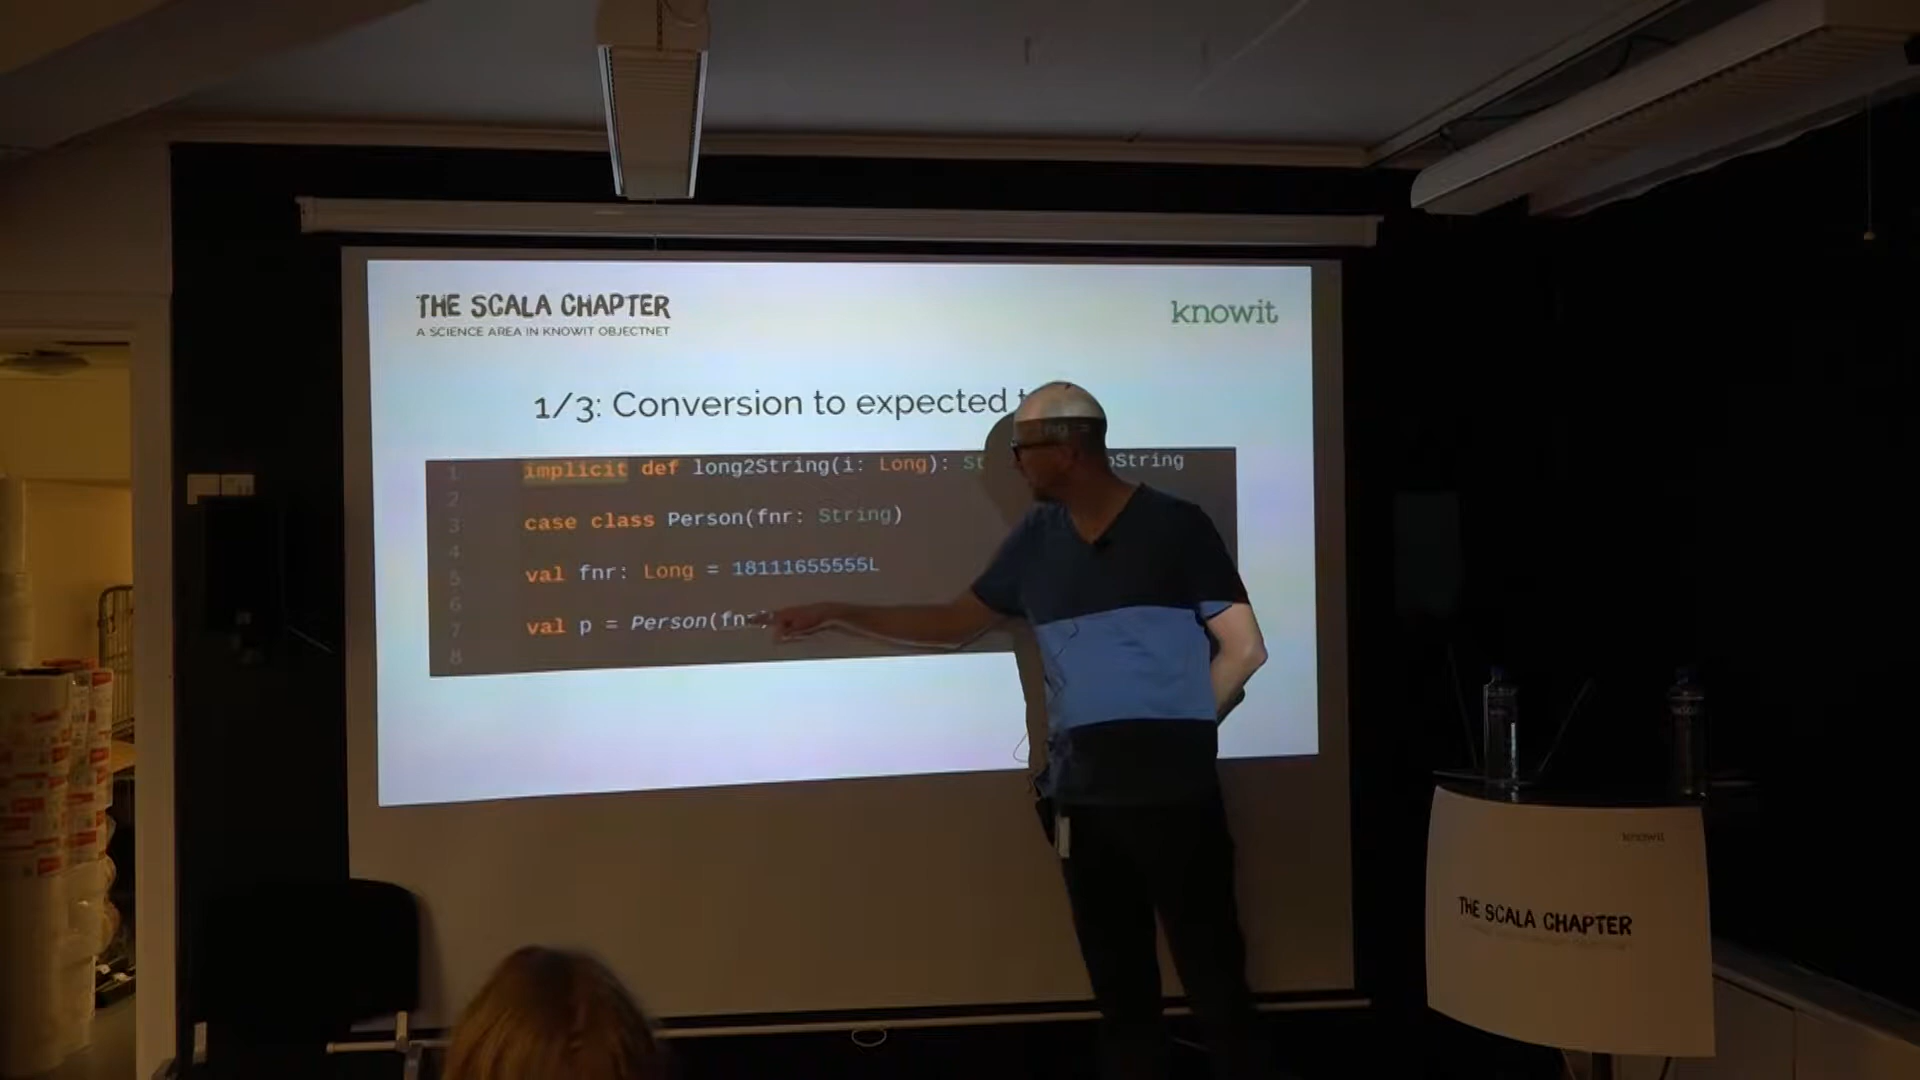 THE SCALA CHAPTER
A SCIENCE AREA IN KNOWIT OBJECTNET
knowit
1/3: Conversion to expected
1 implicit def long2String(i: Long): St
2
3 case class Person(fnr: String)
4
5 val fnr: Long = 18111655555L
6
7 val p = Person(fnr)
8
knowit
THE SCALA CHAPTER